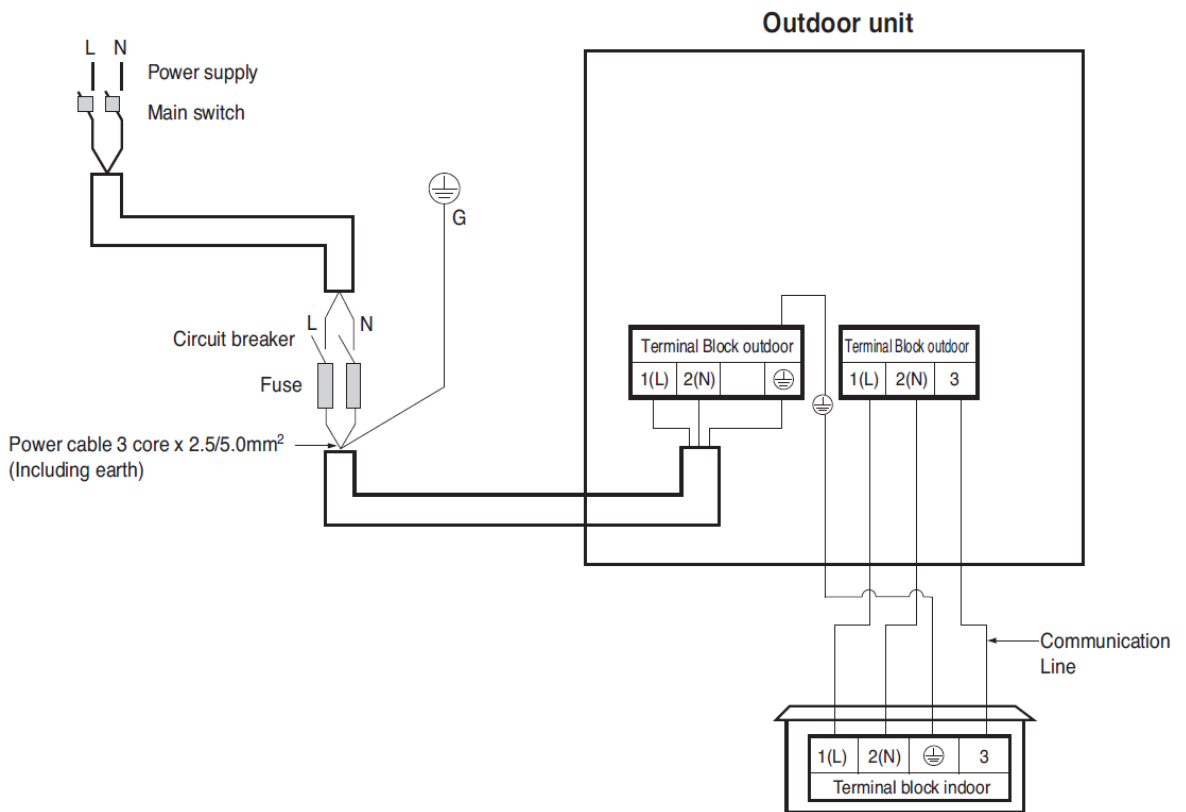 Outdoor unit
L N
Power supply
Main switch
G
L N
Circuit breaker
Fuse
Power cable 3 core x 2.5/5.0mm²
(Including earth)
Terminal Block outdoor
1(L) 2(N)
Terminal Block outdoor
1(L) 2(N) 3
Communication
Line
1(L) 2(N) 3
Terminal block indoor